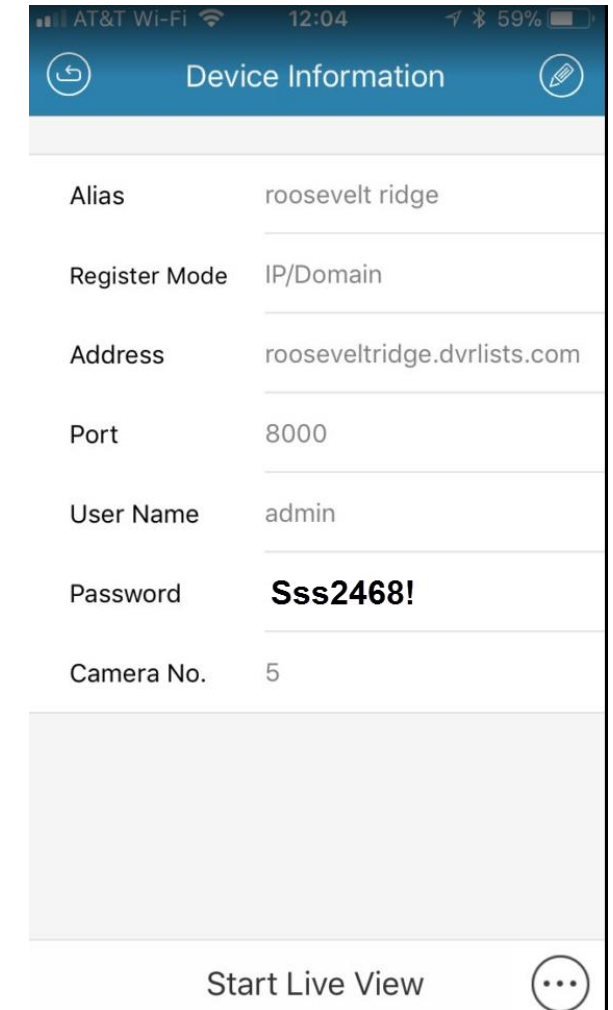 AT&T Wi-Fi 12:04 59%
Device Information
Alias roosevelt ridge
Register Mode IP/Domain
Address rooseveltridge.dvrlists.com
Port 8000
User Name admin
Password Sss2468!
Camera No. 5
Start Live View